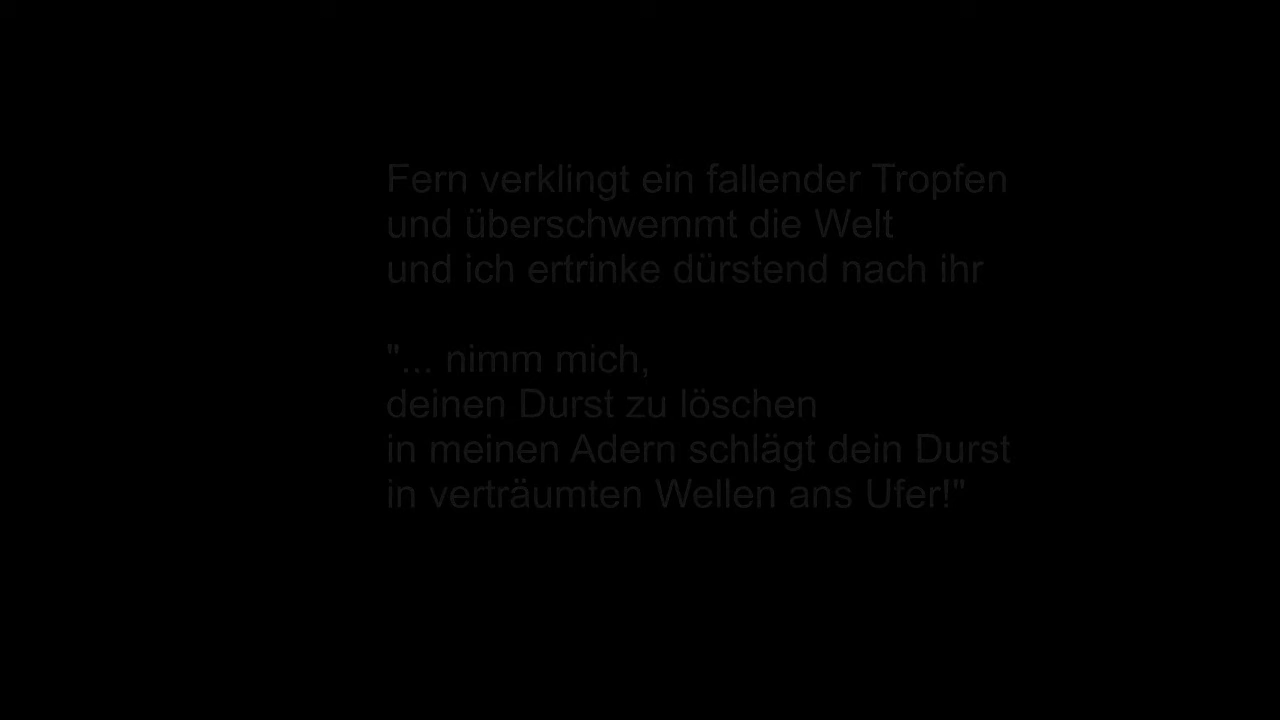 Fern verklingt ein fallender Tropfen
und überschwemmt die Welt
und ich ertrinke dürstend nach ihr
"... nimm mich,
deinen Durst zu löschen
in meinen Adern schlägt dein Durst
in verträumten Wellen ans Ufer!"